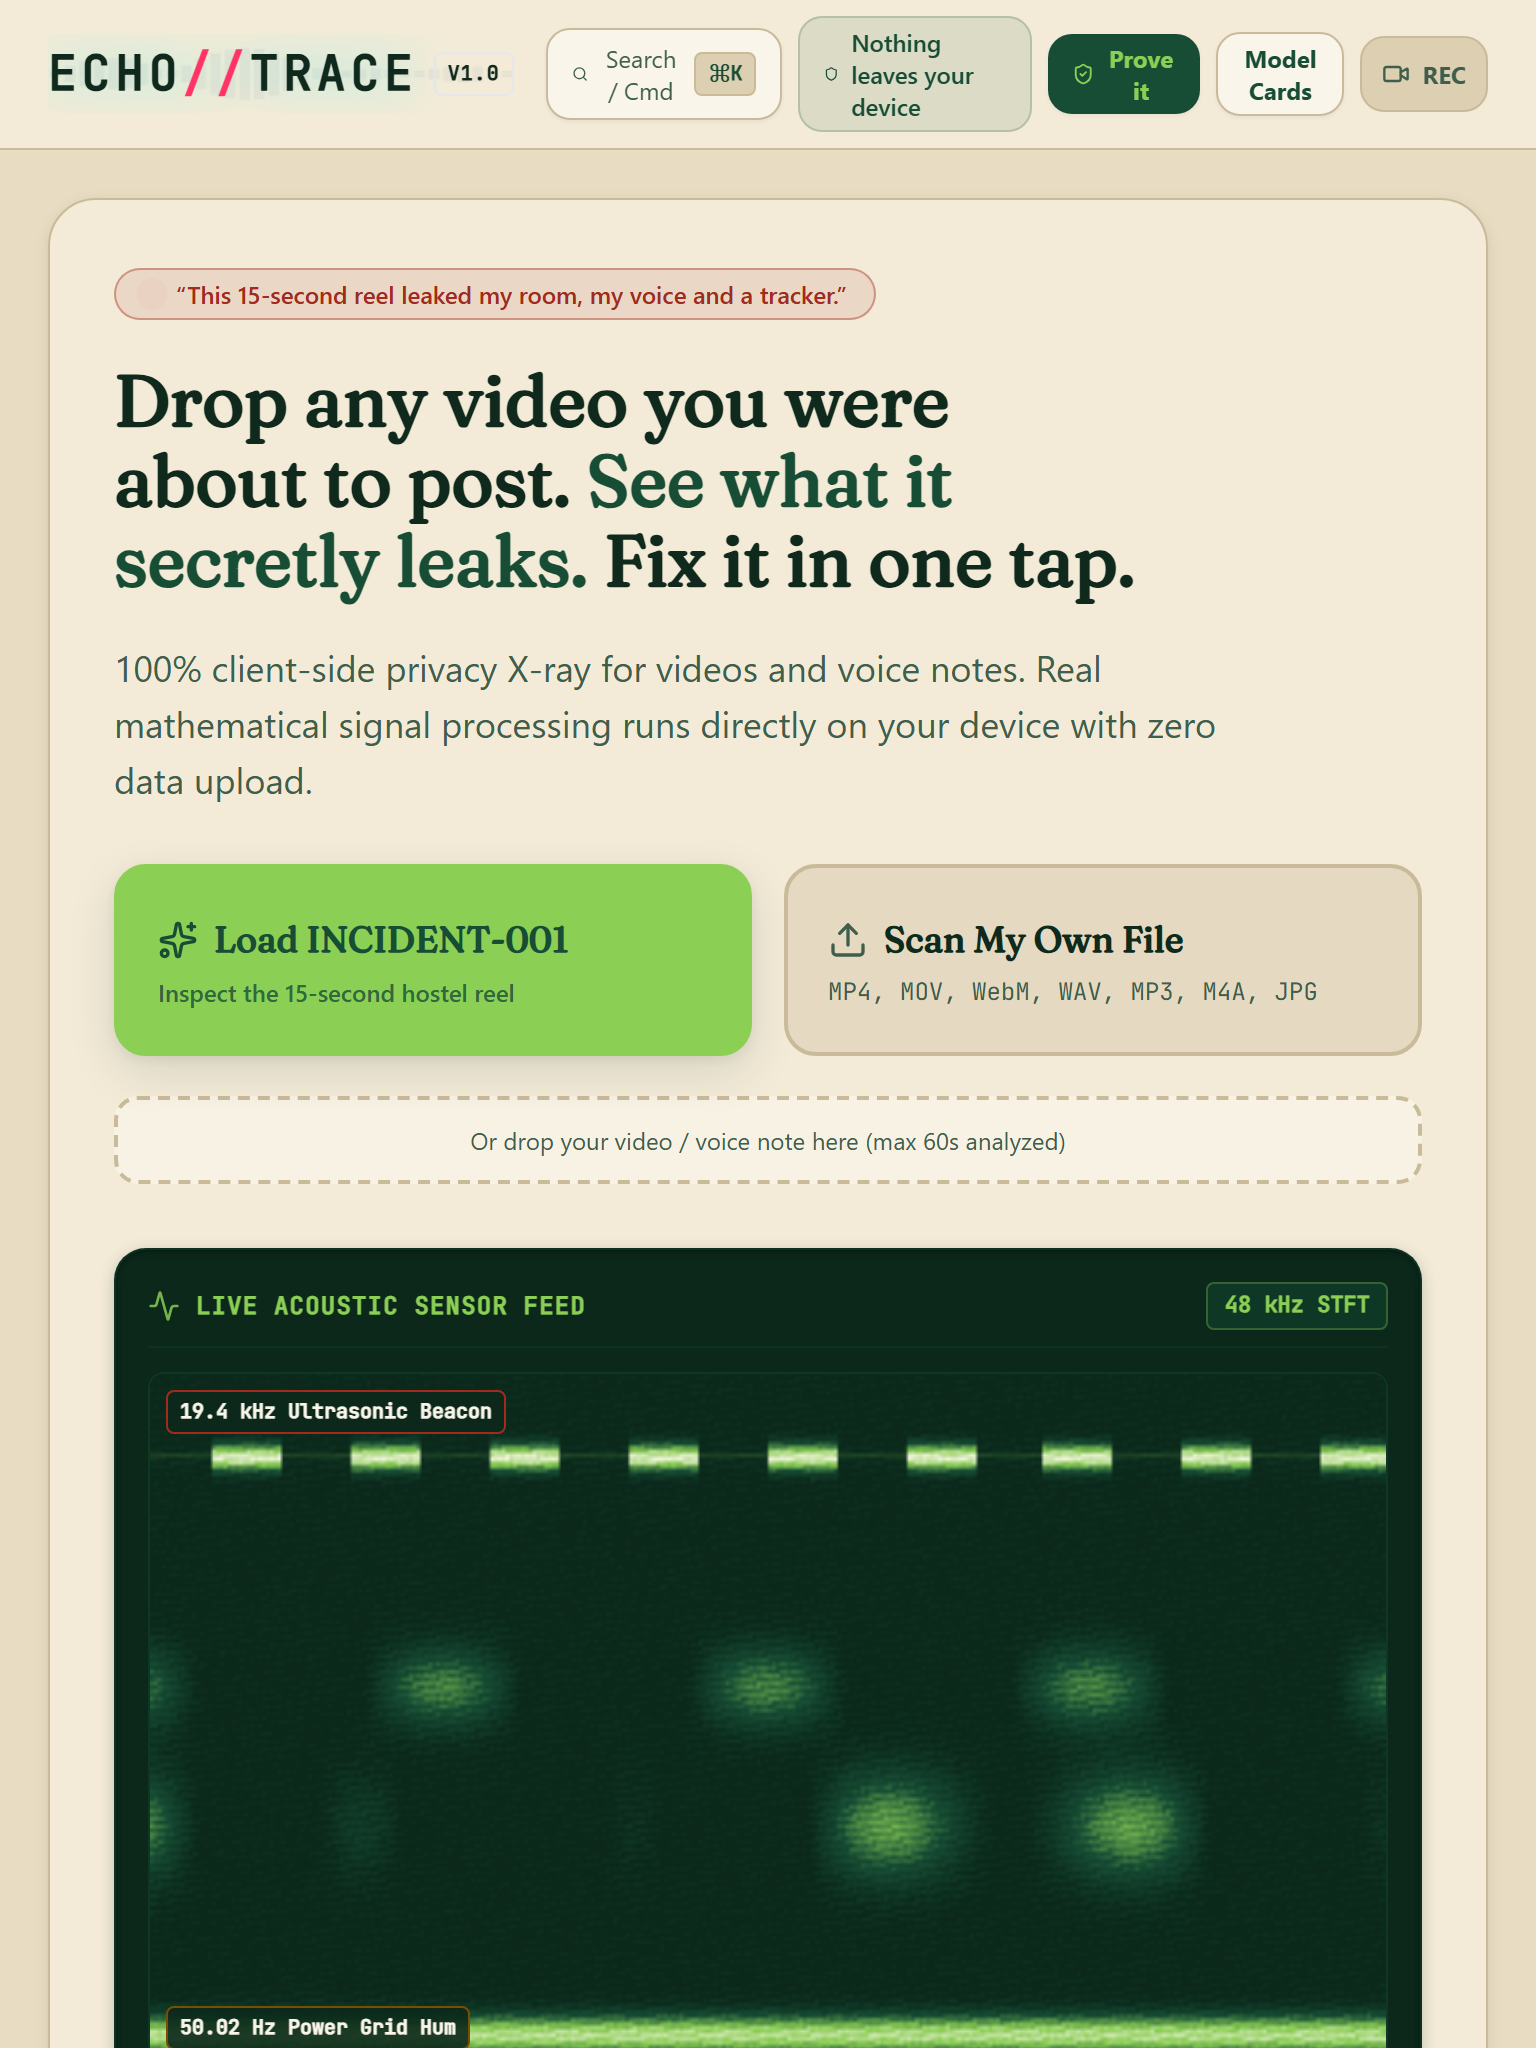 ECHO//TRACE V1.0
Search / Cmd ⌘K
Nothing leaves your device
Prove it
Model Cards
REC
“This 15-second reel leaked my room, my voice and a tracker.”
Drop any video you were
about to post. See what it
secretly leaks. Fix it in one tap.
100% client-side privacy X-ray for videos and voice notes. Real
mathematical signal processing runs directly on your device with zero
data upload.
Load INCIDENT-001
Inspect the 15-second hostel reel
Scan My Own File
MP4, MOV, WebM, WAV, MP3, M4A, JPG
Or drop your video / voice note here (max 60s analyzed)
LIVE ACOUSTIC SENSOR FEED
48 kHz STFT
19.4 kHz Ultrasonic Beacon
50.02 Hz Power Grid Hum